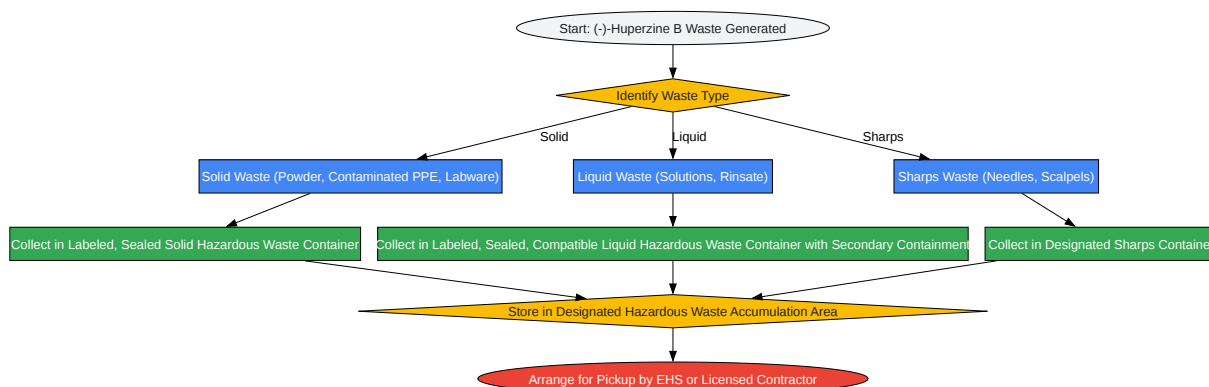 Start: (-)-Huperzine B Waste Generated
Identify Waste Type
Solid
Liquid
Sharps
Solid Waste (Powder, Contaminated PPE, Labware)
Liquid Waste (Solutions, Rinsate)
Sharps Waste (Needles, Scalpels)
Collect in Labeled, Sealed Solid Hazardous Waste Container
Collect in Labeled, Sealed, Compatible Liquid Hazardous Waste Container with Secondary Containment
Collect in Designated Sharps Containe
Store in Designated Hazardous Waste Accumulation Area
Arrange for Pickup by EHS or Licensed Contractor